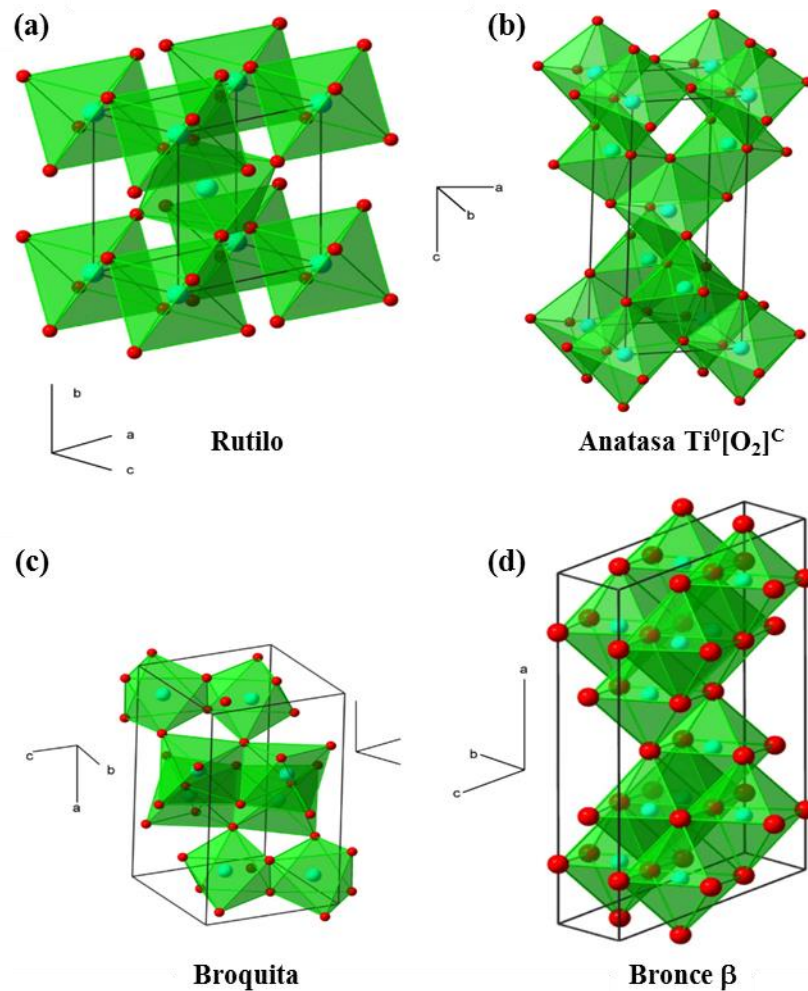 (a)
(b)
a
b
c
b
a
c
Rutilo
Anatasa Ti⁰[O₂]ᶜ
(c)
(d)
a
b
c
c
b
a
Broquita
Bronce β